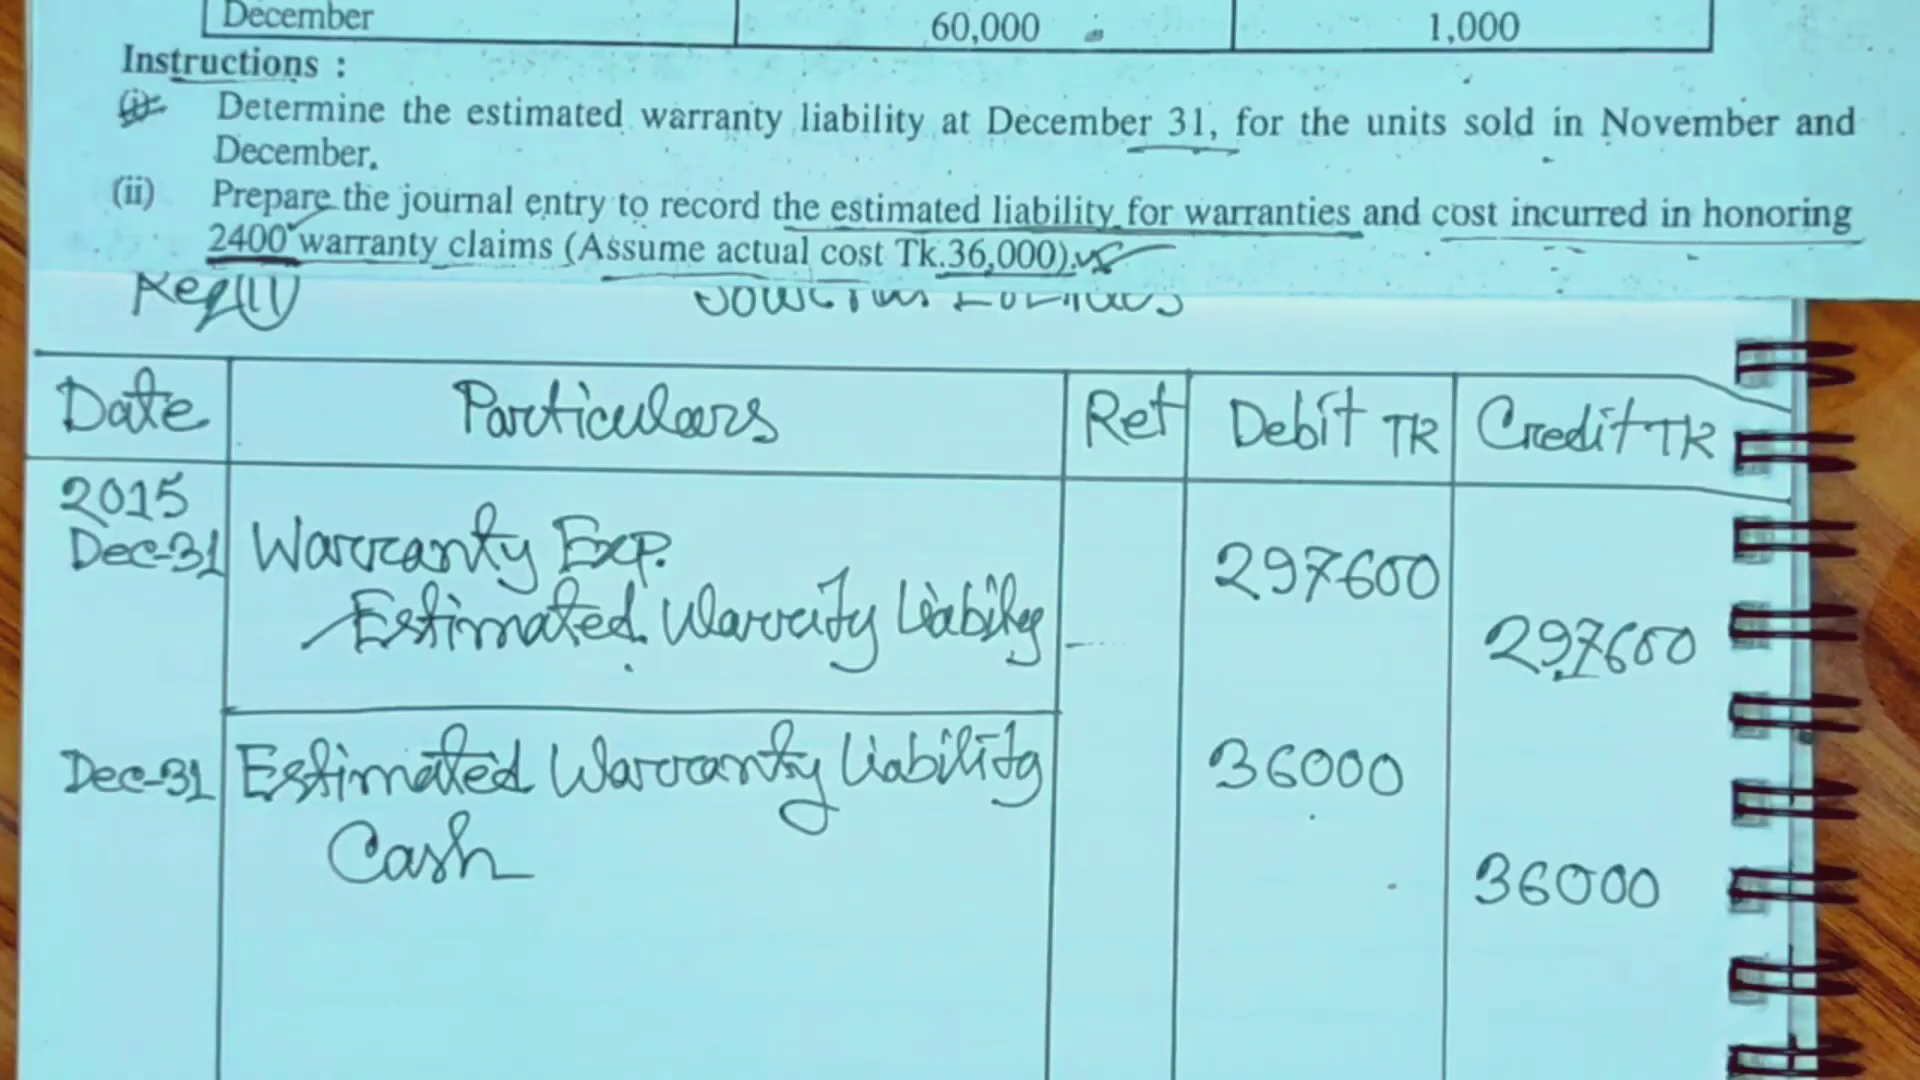 December 60,000 1,000
Instructions :
(i) Determine the estimated warranty liability at December 31, for the units sold in November and
December.
(ii) Prepare the journal entry to record the estimated liability for warranties and cost incurred in honoring
2400 warranty claims (Assume actual cost Tk.36,000).
Req(ii)
Date Particulars Ref Debit TK Credit TK
2015
Dec-31 Warranty Exp. 297600
Estimated Warraity Liability 297600
Dec-31 Estimated Warranty Liability 36000
Cash 36000